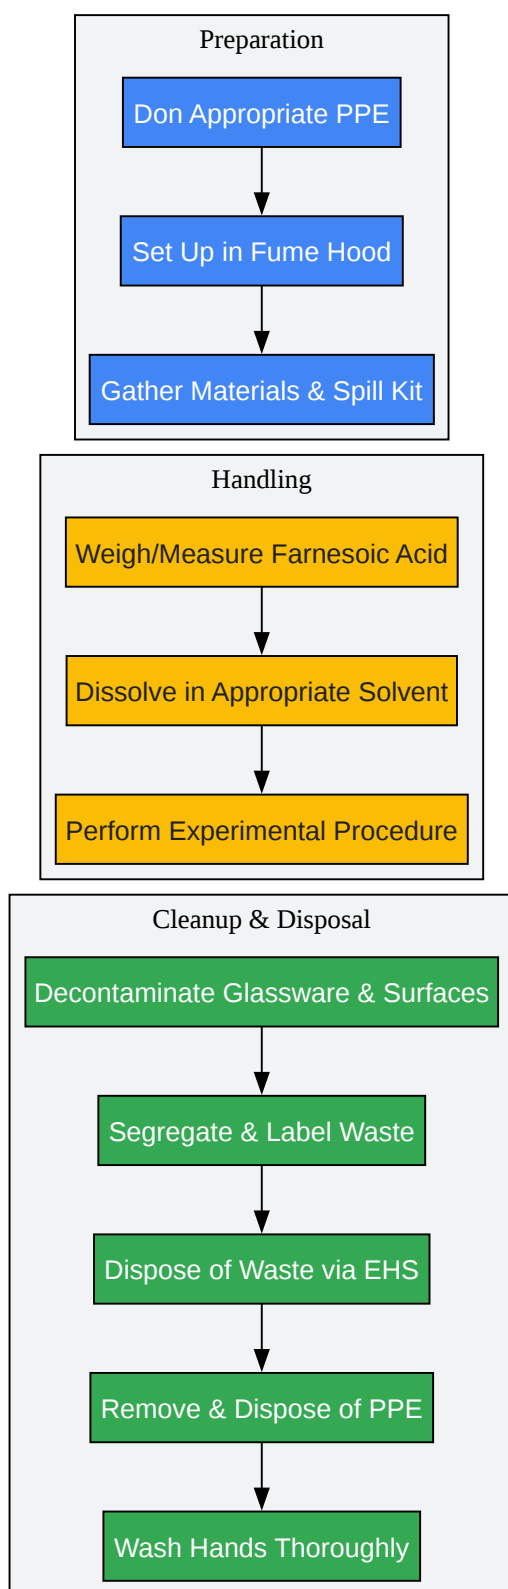 Preparation
Don Appropriate PPE
Set Up in Fume Hood
Gather Materials & Spill Kit
Handling
Weigh/Measure Farnesoic Acid
Dissolve in Appropriate Solvent
Perform Experimental Procedure
Cleanup & Disposal
Decontaminate Glassware & Surfaces
Segregate & Label Waste
Dispose of Waste via EHS
Remove & Dispose of PPE
Wash Hands Thoroughly